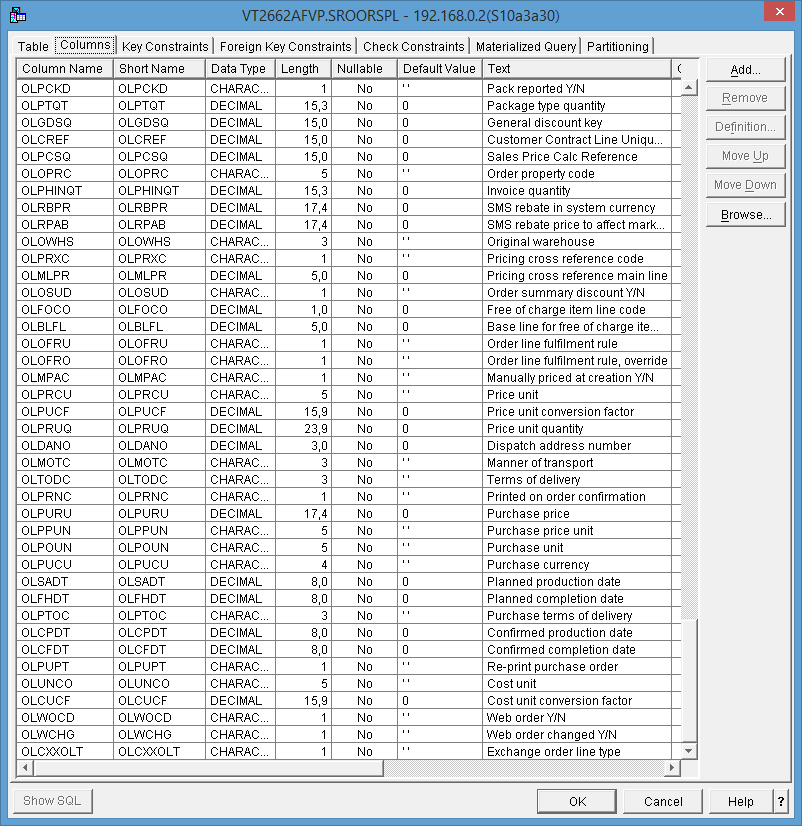 VT2662AFVP.SROORSPL - 192.168.0.2(S10a3a30)
Table Columns Key Constraints Foreign Key Constraints Check Constraints Materialized Query Partitioning
Column Name Short Name Data Type Length Nullable Default Value Text
OLPCKD OLPCKD CHARAC... 1 No ' ' Pack reported Y/N
OLPTQT OLPTQT DECIMAL 15,3 No 0 Package type quantity
OLGDSQ OLGDSQ DECIMAL 15,0 No 0 General discount key
OLCREF OLCREF DECIMAL 15,0 No 0 Customer Contract Line Uniqu...
OLPCSQ OLPCSQ DECIMAL 15,0 No 0 Sales Price Calc Reference
OLOPRC OLOPRC CHARAC... 5 No ' ' Order property code
OLPHINQT OLPHINQT DECIMAL 15,3 No 0 Invoice quantity
OLRBPR OLRBPR DECIMAL 17,4 No 0 SMS rebate in system currency
OLRPAB OLRPAB DECIMAL 17,4 No 0 SMS rebate price to affect mark...
OLOWHS OLOWHS CHARAC... 3 No ' ' Original warehouse
OLPRXC OLPRXC CHARAC... 1 No ' ' Pricing cross reference code
OLMLPR OLMLPR DECIMAL 5,0 No 0 Pricing cross reference main line
OLOSUD OLOSUD CHARAC... 1 No ' ' Order summary discount Y/N
OLFOCO OLFOCO DECIMAL 1,0 No 0 Free of charge item line code
OLBLFL OLBLFL DECIMAL 5,0 No 0 Base line for free of charge ite...
OLOFRU OLOFRU CHARAC... 1 No ' ' Order line fulfilment rule
OLOFRO OLOFRO CHARAC... 1 No ' ' Order line fulfilment rule, override
OLMPAC OLMPAC CHARAC... 1 No ' ' Manually priced at creation Y/N
OLPRCU OLPRCU CHARAC... 5 No ' ' Price unit
OLPUCF OLPUCF DECIMAL 15,9 No 0 Price unit conversion factor
OLPRUQ OLPRUQ DECIMAL 23,9 No 0 Price unit quantity
OLDANO OLDANO DECIMAL 3,0 No 0 Dispatch address number
OLMOTC OLMOTC CHARAC... 3 No ' ' Manner of transport
OLTODC OLTODC CHARAC... 3 No ' ' Terms of delivery
OLPRNC OLPRNC CHARAC... 1 No ' ' Printed on order confirmation
OLPURU OLPURU DECIMAL 17,4 No 0 Purchase price
OLPPUN OLPPUN CHARAC... 5 No ' ' Purchase price unit
OLPOUN OLPOUN CHARAC... 5 No ' ' Purchase unit
OLPUCU OLPUCU CHARAC... 4 No ' ' Purchase currency
OLSADT OLSADT DECIMAL 8,0 No 0 Planned production date
OLFHDT OLFHDT DECIMAL 8,0 No 0 Planned completion date
OLPTOC OLPTOC CHARAC... 3 No ' ' Purchase terms of delivery
OLCPDT OLCPDT DECIMAL 8,0 No 0 Confirmed production date
OLCFDT OLCFDT DECIMAL 8,0 No 0 Confirmed completion date
OLPUPT OLPUPT CHARAC... 1 No ' ' Re-print purchase order
OLUNCO OLUNCO CHARAC... 5 No ' ' Cost unit
OLCUCF OLCUCF DECIMAL 15,9 No 0 Cost unit conversion factor
OLWOCD OLWOCD CHARAC... 1 No ' ' Web order Y/N
OLWCHG OLWCHG CHARAC... 1 No ' ' Web order changed Y/N
OLCXXOLT OLCXXOLT CHARAC... 1 No ' ' Exchange order line type
Add...
Remove
Definition...
Move Up
Move Down
Browse...
Show SQL OK Cancel Help ?